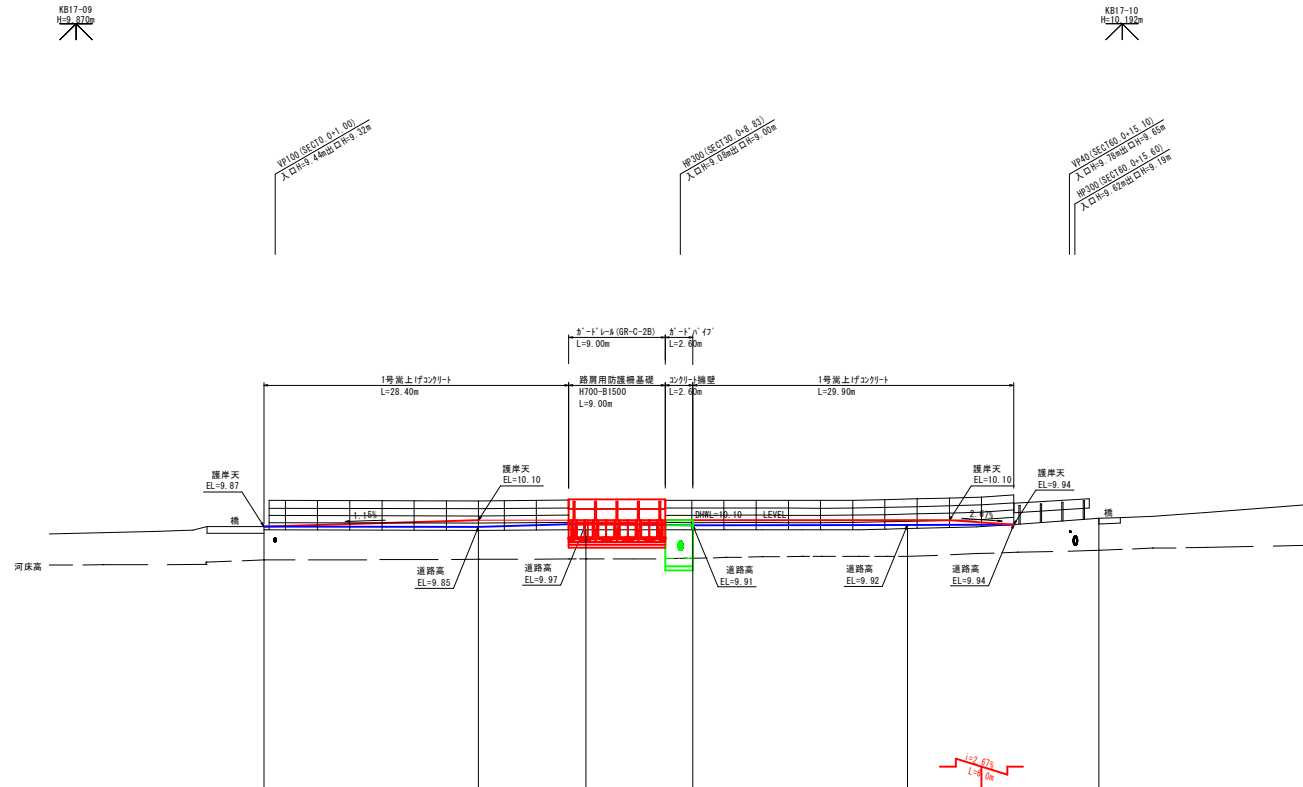 KB17-09
H=9.870m
KB17-10
H=10.192m
VP100(SECT0.0+1.00)
入口H=9.44m出口H=9.32m
HP300(SECT30.0+8.83)
入口H=9.08m出口H=9.00m
VP40(SECT60.0+15.10)
入口H=9.78m出口H=9.65m
HP300(SECT60.0+15.60)
入口H=9.62m出口H=9.19m
ガードレール(GR-C-2B)
L=9.00m
ガードパイプ
L=2.60m
1号嵩上げコンクリート
L=28.40m
路肩用防護柵基礎
H700-B1500
L=9.00m
コンクリート擁壁
L=2.60m
1号嵩上げコンクリート
L=29.90m
護岸天
EL=9.87
護岸天
EL=10.10
護岸天
EL=10.10
護岸天
EL=9.94
橋
1.15%
DHWL=10.10 LEVEL
2.67%
橋
河床高
道路高
EL=9.85
道路高
EL=9.97
道路高
EL=9.91
道路高
EL=9.92
道路高
EL=9.94
i=2.67%
L=6.0m